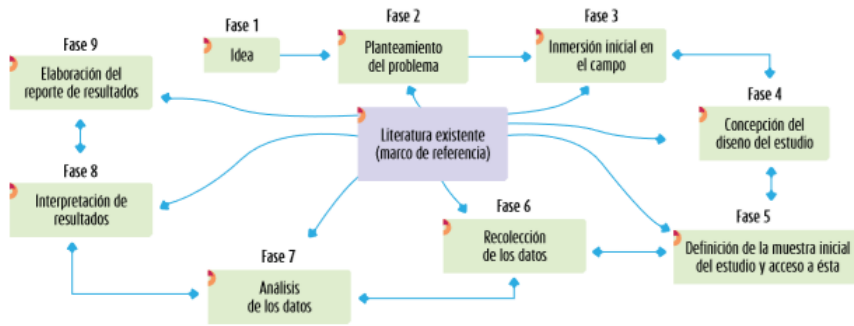 Fase 1
Idea
Fase 2
Planteamiento
del problema
Fase 3
Inmersión inicial en
el campo
Fase 4
Concepción del
diseño del estudio
Fase 5
Definición de la muestra inicial
del estudio y acceso a ésta
Fase 6
Recolección
de los datos
Fase 7
Análisis
de los datos
Fase 8
Interpretación de
resultados
Fase 9
Elaboración del
reporte de resultados
Literatura existente
(marco de referencia)